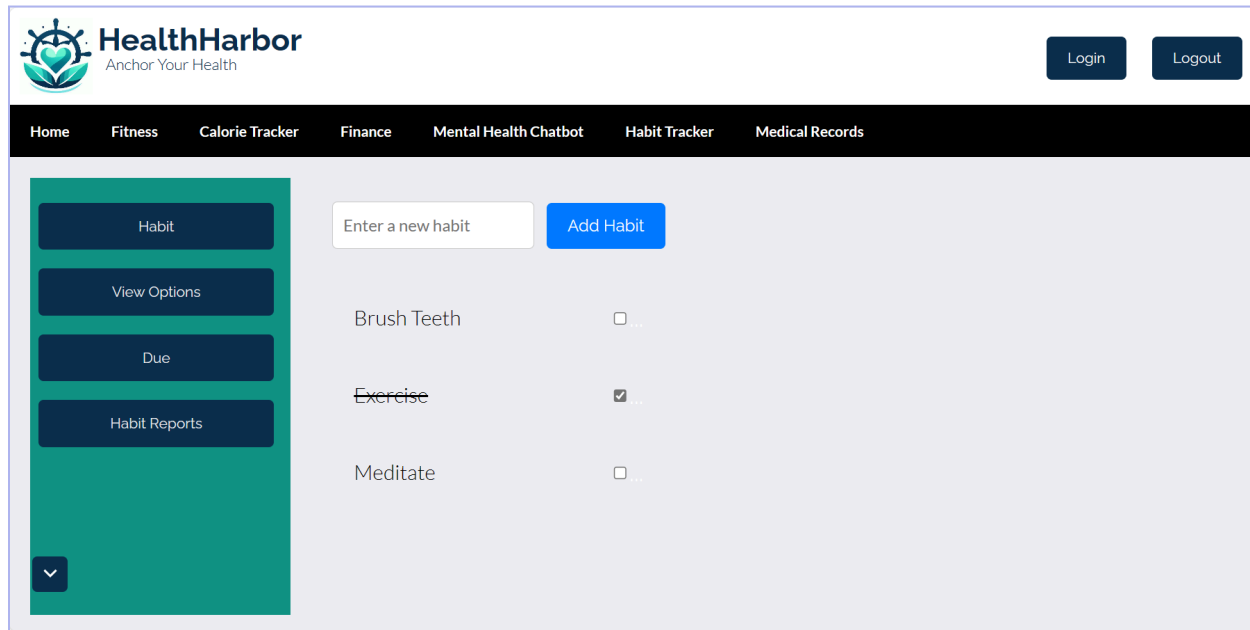 HealthHarbor
Anchor Your Health
Login Logout
Home Fitness Calorie Tracker Finance Mental Health Chatbot Habit Tracker Medical Records
Habit
View Options
Due
Habit Reports
Enter a new habit Add Habit
Brush Teeth ...
Exercise ...
Meditate ...